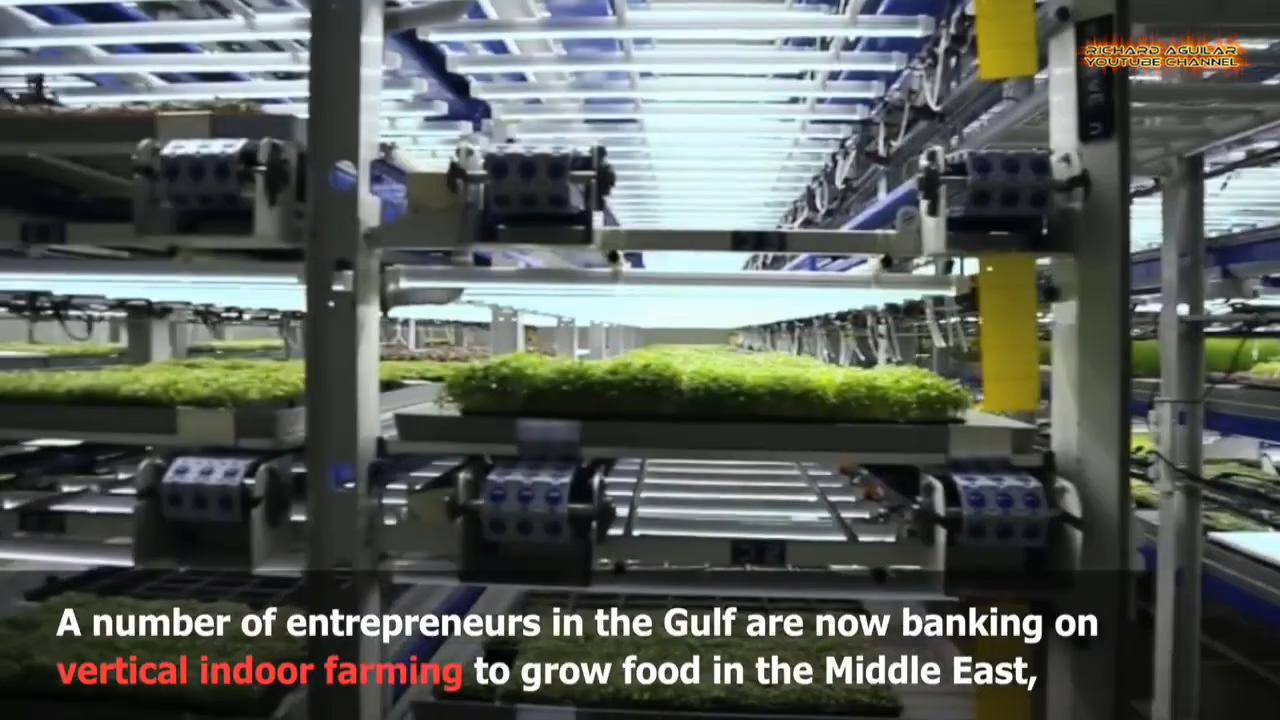 RICHARD AGUILAR
YOUTUBE CHANNEL
A number of entrepreneurs in the Gulf are now banking on
vertical indoor farming to grow food in the Middle East,